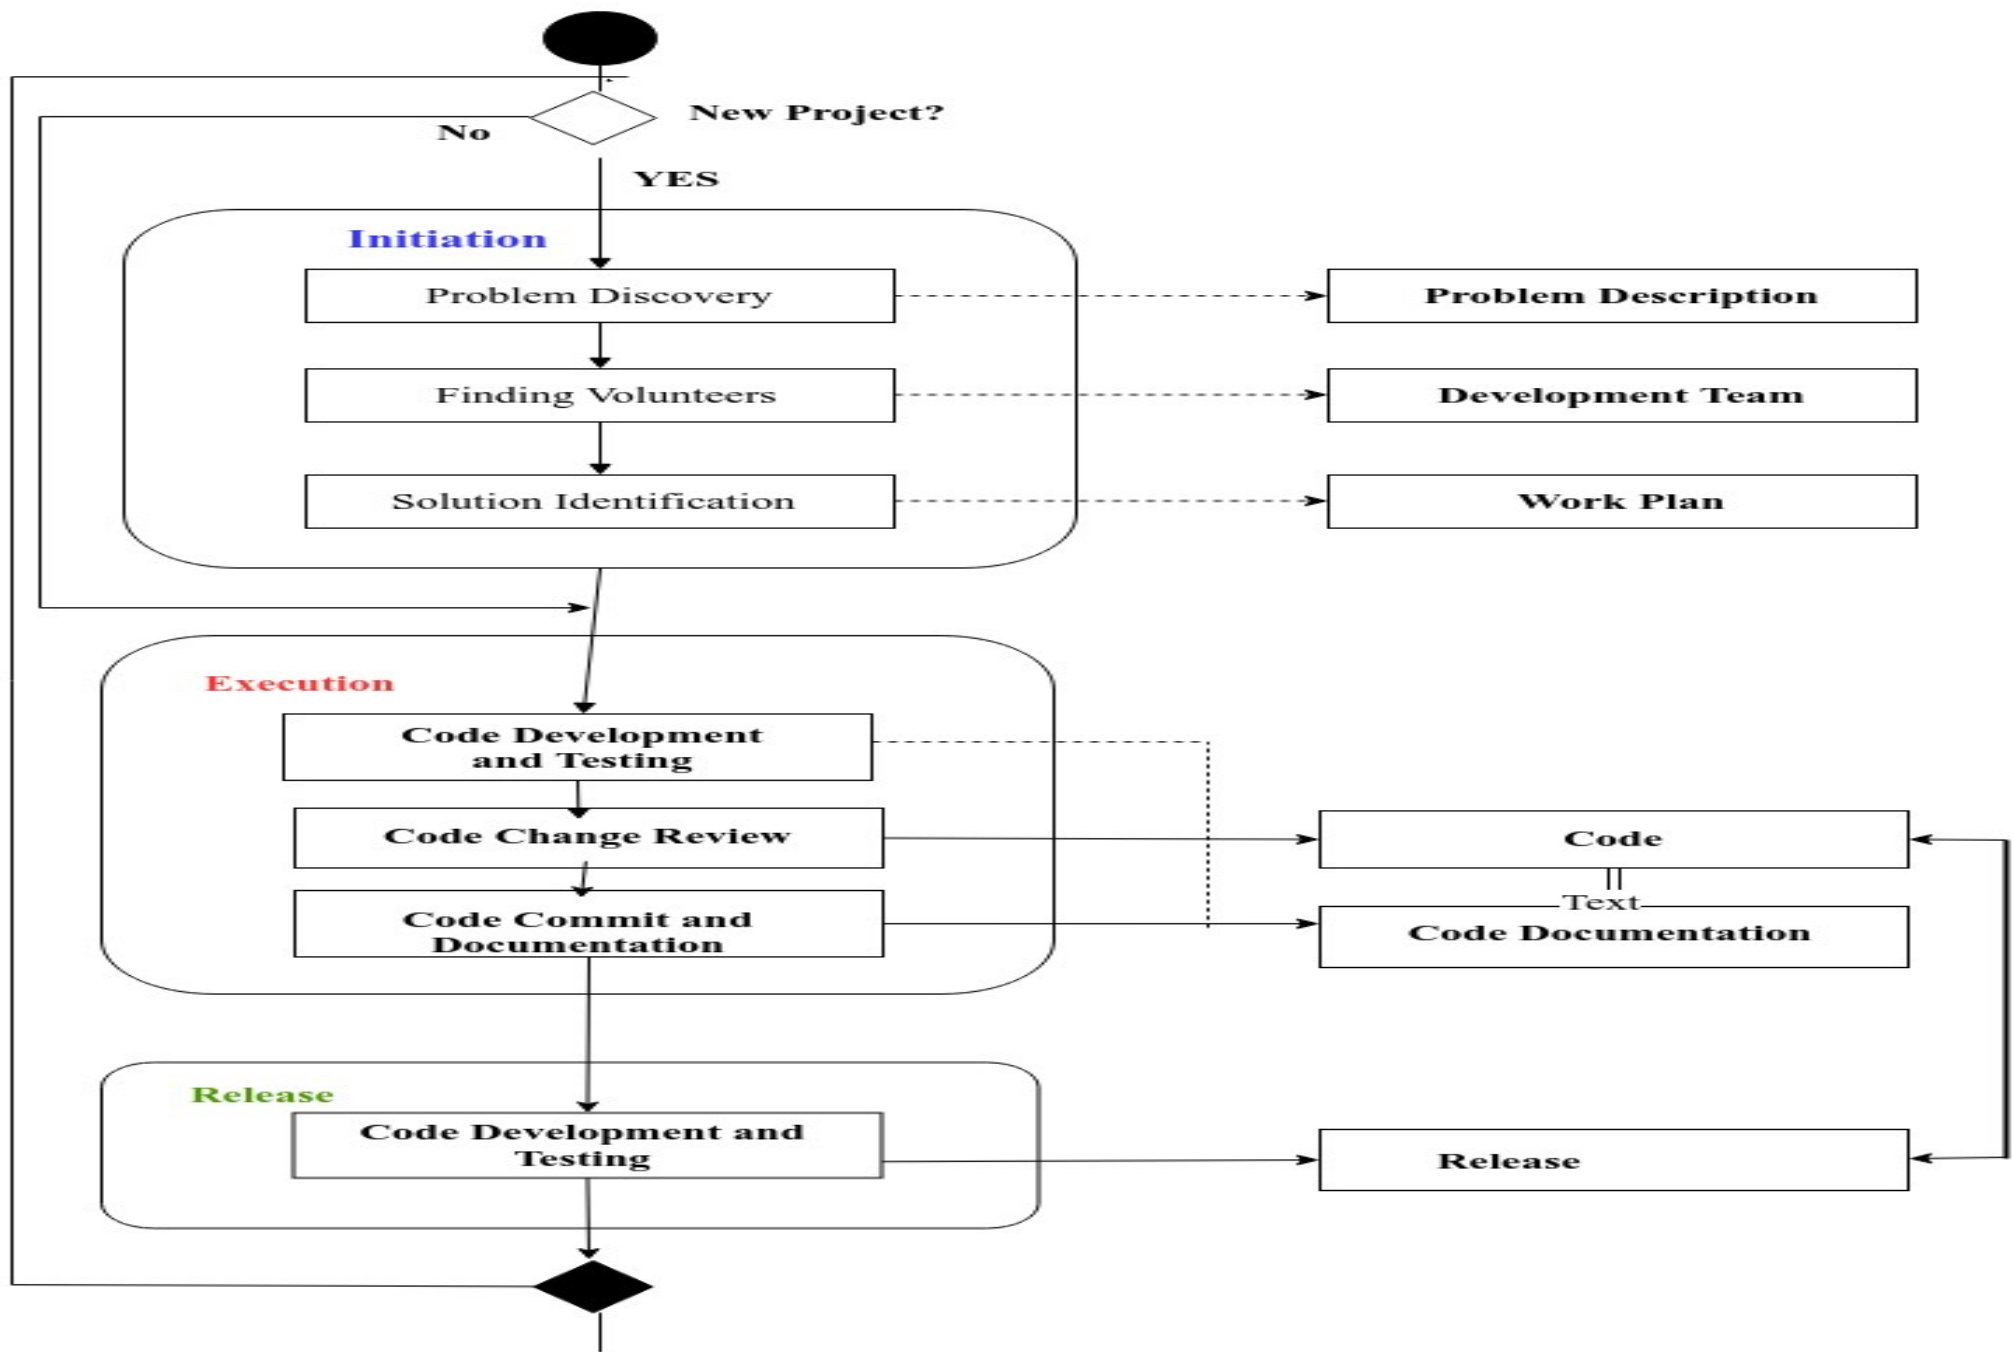 New Project?
No
YES
Initiation
Problem Discovery
Problem Description
Finding Volunteers
Development Team
Solution Identification
Work Plan
Execution
Code Development
and Testing
Code Change Review
Code
Text
Code Commit and
Documentation
Code Documentation
Release
Code Development and
Testing
Release